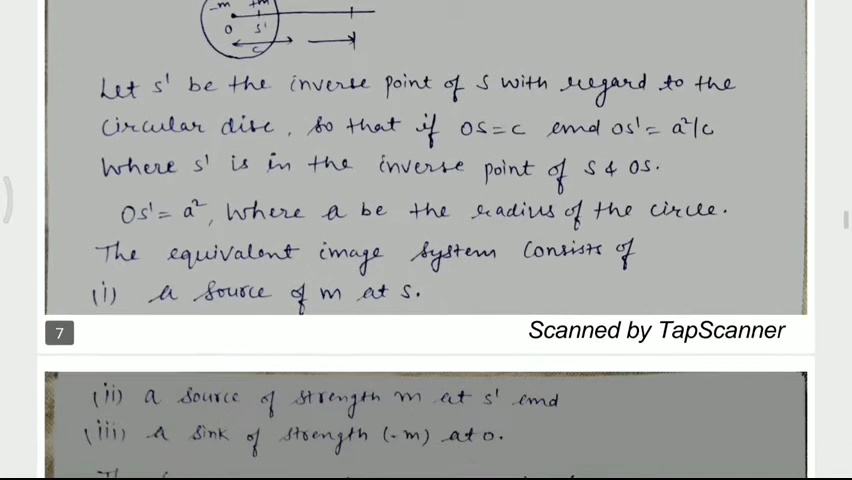 -m +m
O S'
c
Let S' be the inverse point of S with regard to the
circular disc, so that if OS = c emd OS' = a²/c
Where S' is in the inverse point of S & OS.
OS' = a², Where a be the radius of the circle.
The equivalent image system consists of
(i) a source of m at S.
7
Scanned by TapScanner
(ii) a source of strength m at S' emd
(iii) A sink of strength (-m) at O.